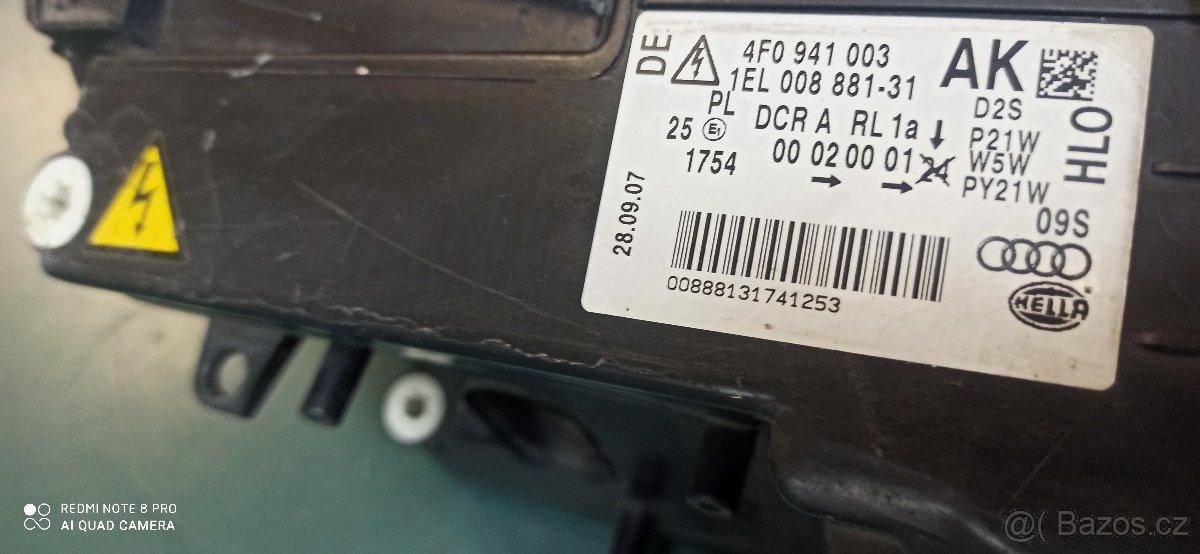 DE 4F0 941 003 AK
1EL 008 881-31 D2S
PL DCR A RL 1a P21W
25 E1 W5W
1754 00 02 00 01 24 PY21W
HLO
28.09.07
09S
00888131741253
HELLA
REDMI NOTE 8 PRO
AI QUAD CAMERA
@( Bazos.cz